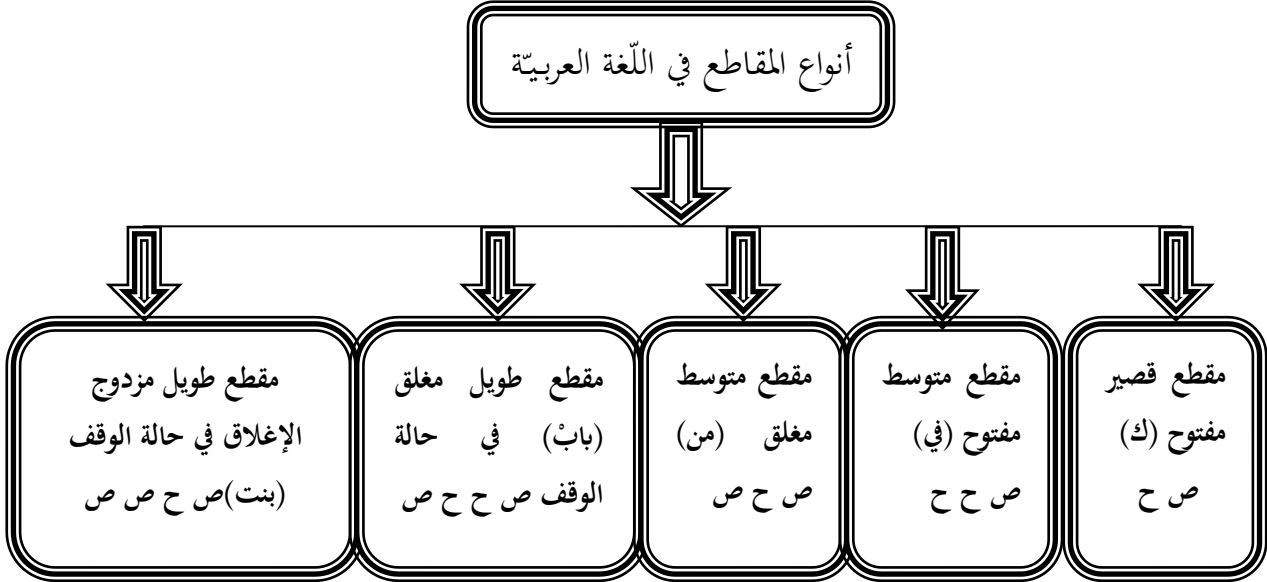 أنواع المقاطع في اللّغة العربيّة
مقطع قصير
مفتوح (ك)
ص ح
مقطع متوسط
مفتوح (في)
ص ح ح
مقطع متوسط
مغلق (من)
ص ح ص
مقطع طويل مغلق
(بابْ) في حالة
الوقف ص ح ح ص
مقطع طويل مزدوج
الإغلاق في حالة الوقف
(بنت)ص ح ص ص